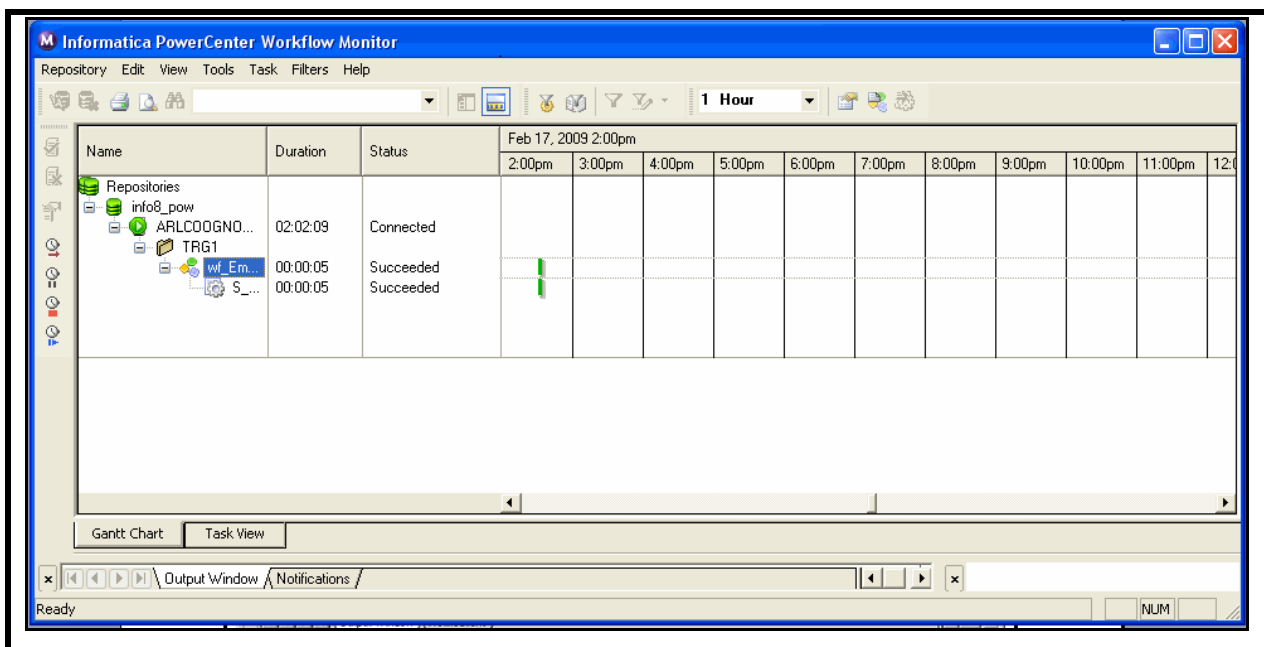 Informatica PowerCenter Workflow Monitor
Repository Edit View Tools Task Filters Help
1 Hour
Name Duration Status Feb 17, 2009 2:00pm
2:00pm 3:00pm 4:00pm 5:00pm 6:00pm 7:00pm 8:00pm 9:00pm 10:00pm 11:00pm 12:0
Repositories
info8_pow
ARLCOOGNO... 02:02:09 Connected
TRG1
wf_Em... 00:00:05 Succeeded
S_... 00:00:05 Succeeded
Gantt Chart Task View
Output Window Notifications
Ready NUM